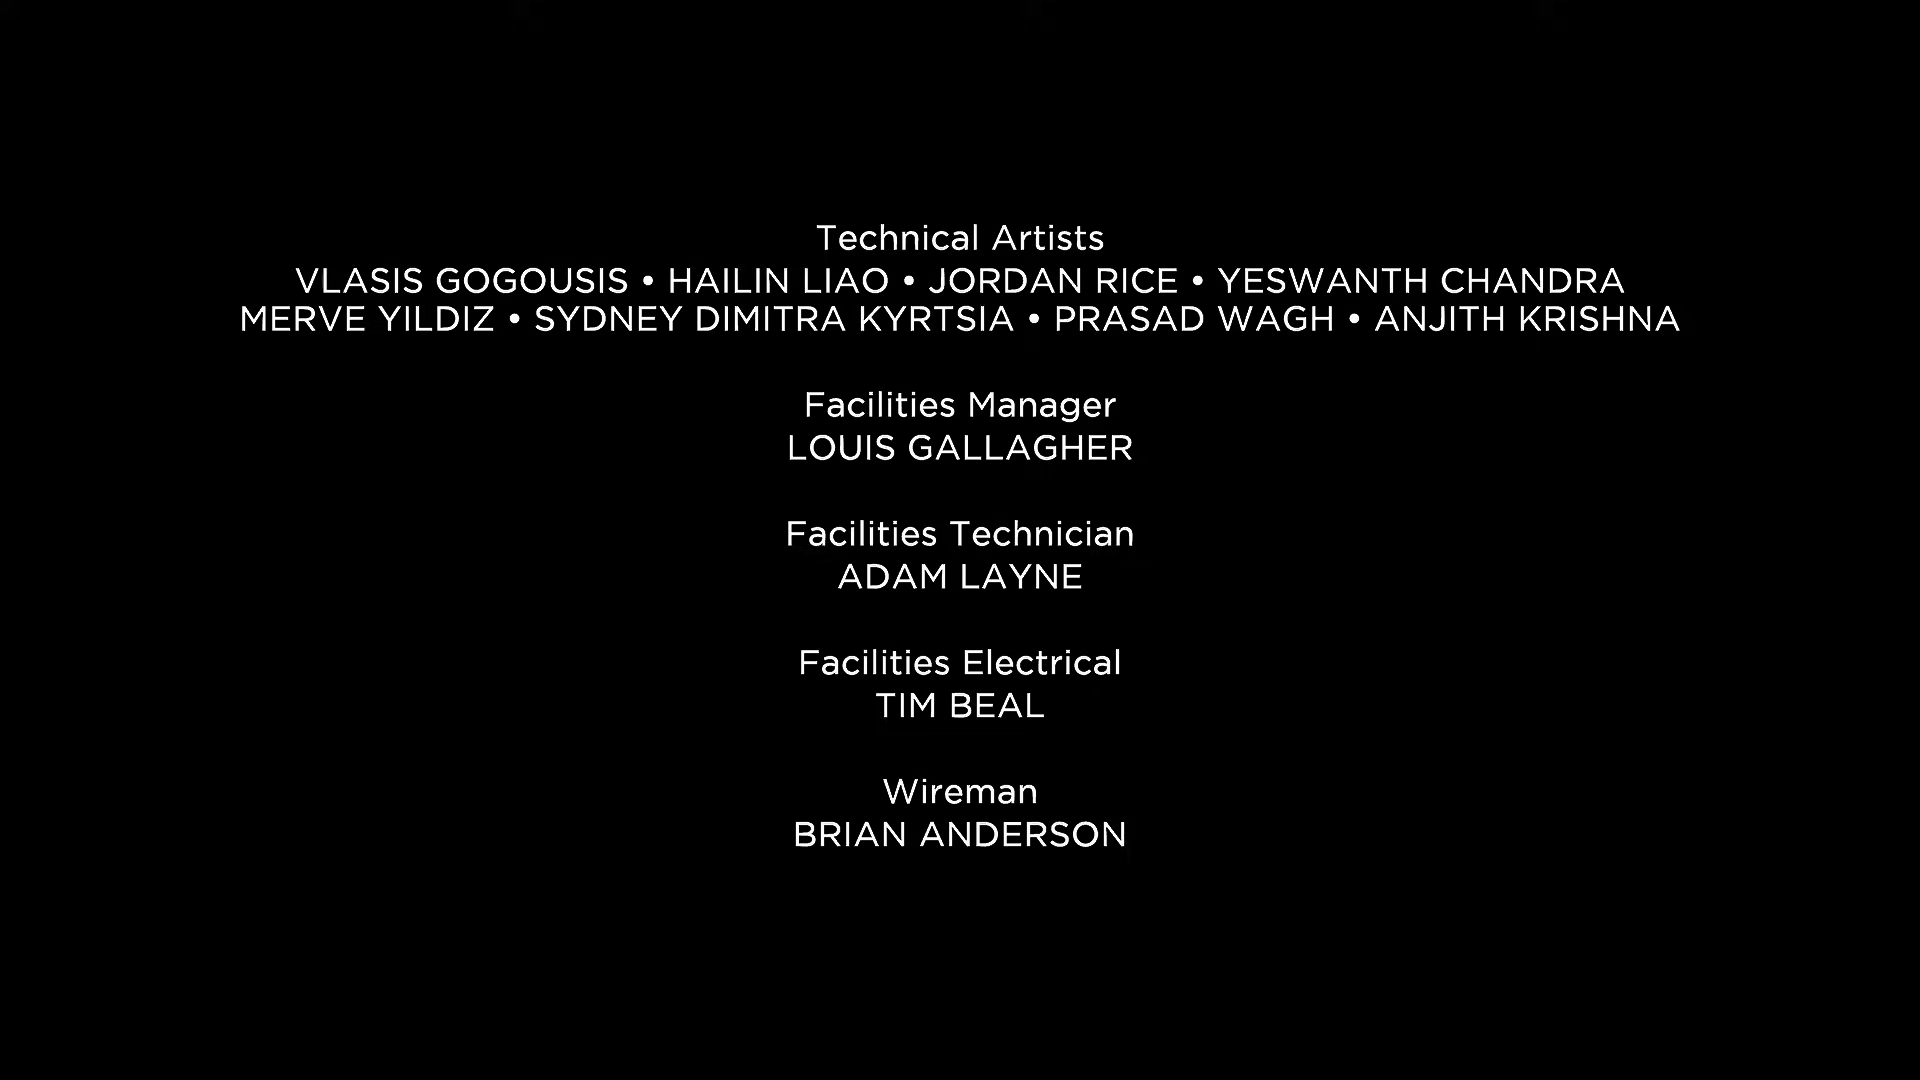 Technical Artists
VLASIS GOGOUSIS • HAILIN LIAO • JORDAN RICE • YESWANTH CHANDRA
MERVE YILDIZ • SYDNEY DIMITRA KYRTSIA • PRASAD WAGH • ANJITH KRISHNA
Facilities Manager
LOUIS GALLAGHER
Facilities Technician
ADAM LAYNE
Facilities Electrical
TIM BEAL
Wireman
BRIAN ANDERSON